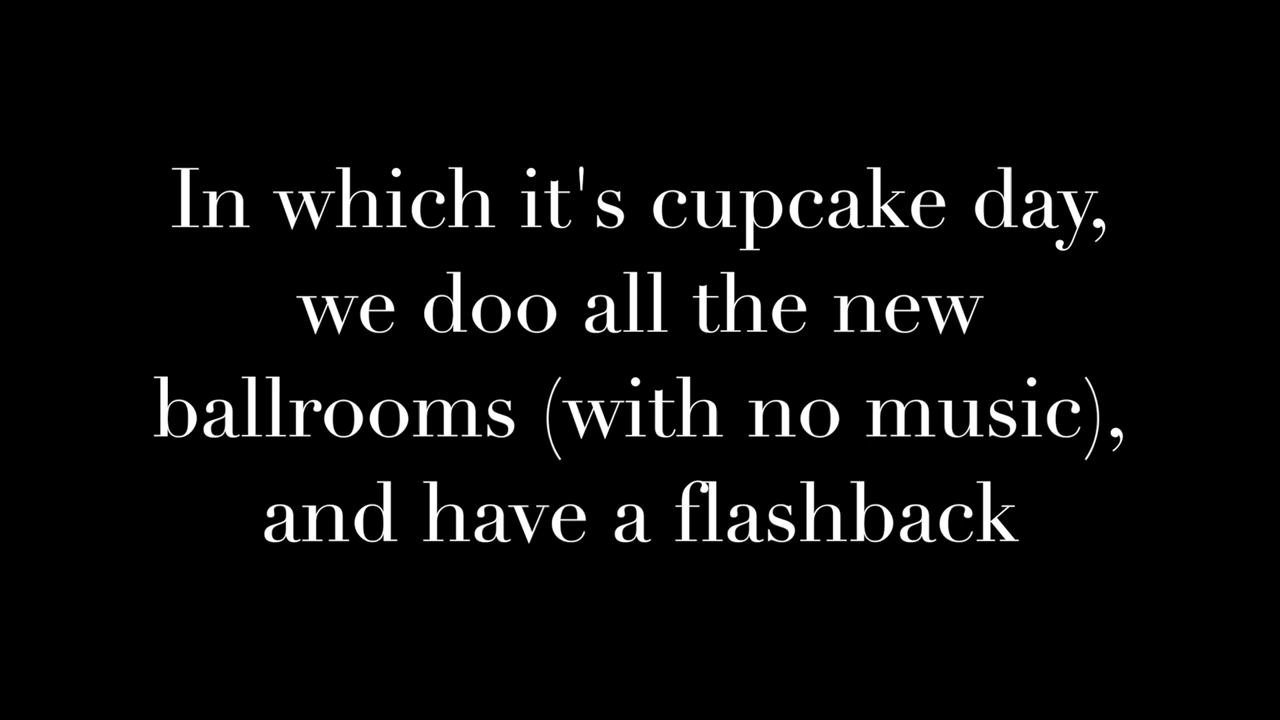 In which it's cupcake day,
we doo all the new
ballrooms (with no music),
and have a flashback